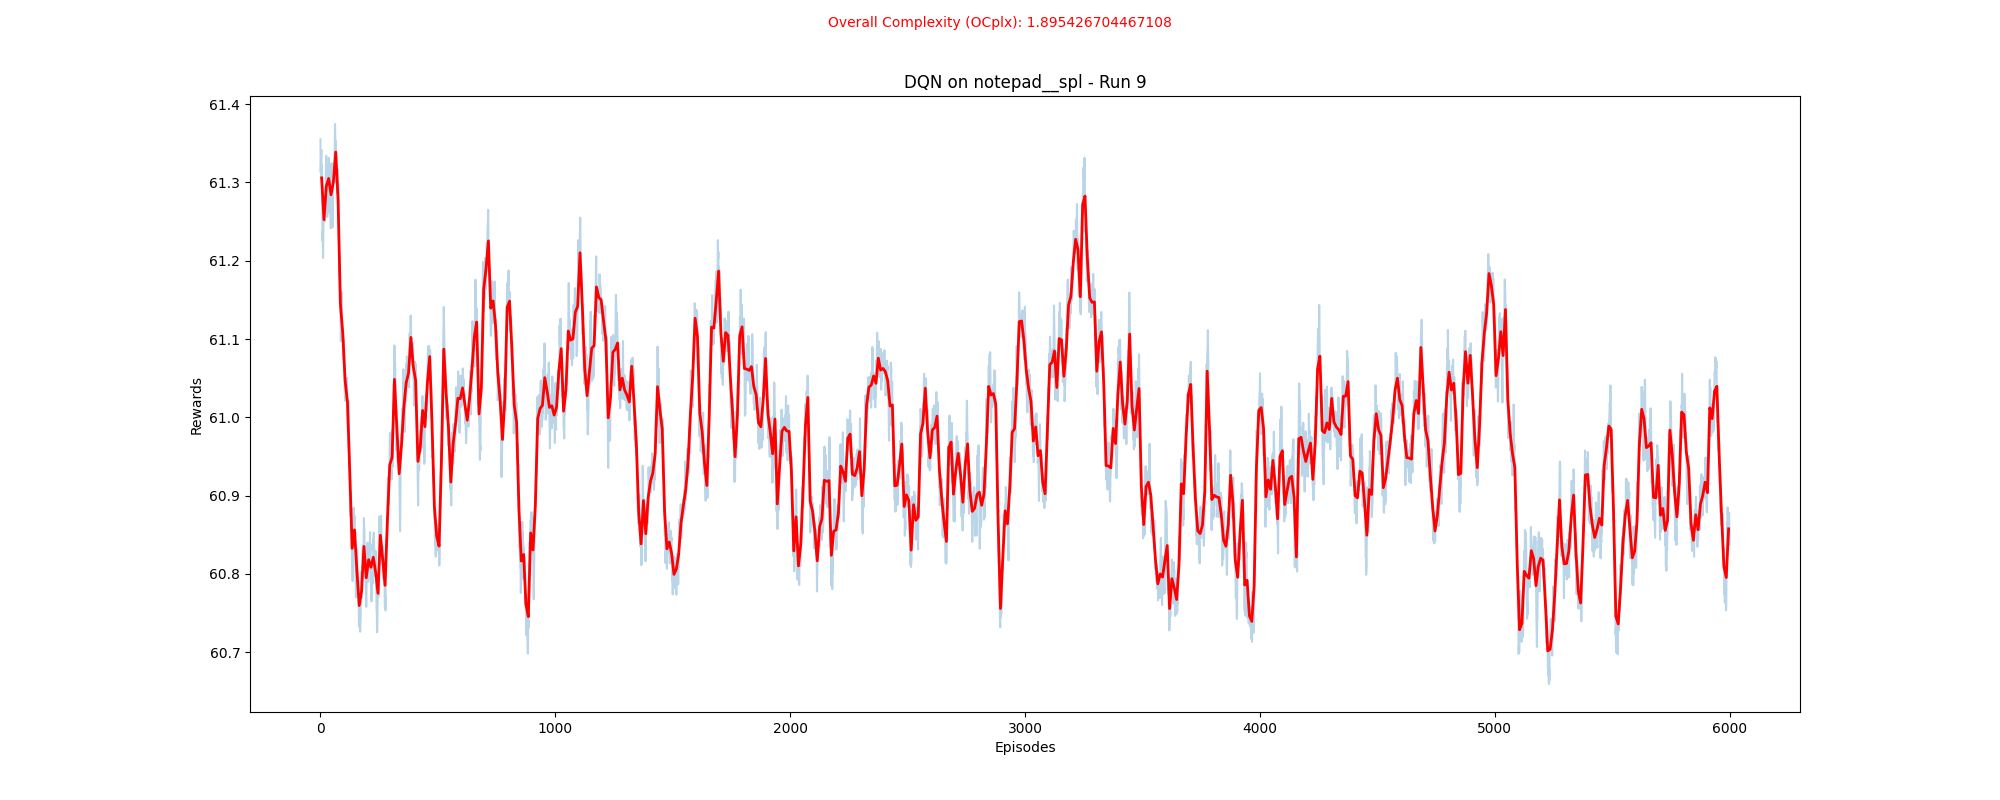 Overall Complexity (OCplx): 1.895426704467108
DQN on notepad__spl - Run 9
61.4
61.3
61.2
61.1
61.0
60.9
60.8
60.7
Rewards
0 1000 2000 3000 4000 5000 6000
Episodes